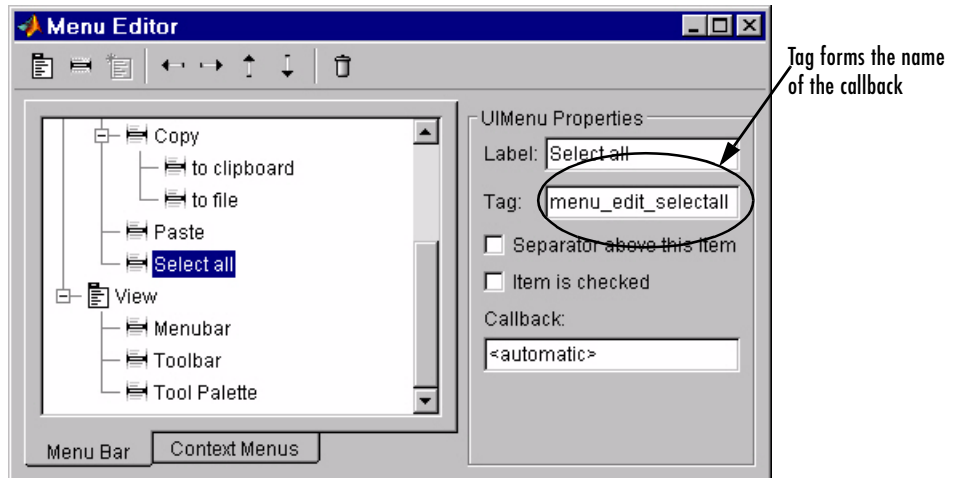 Menu Editor
Tag forms the name
of the callback
Copy
to clipboard
to file
Paste
Select all
View
Menubar
Toolbar
Tool Palette
Menu Bar
Context Menus
UIMenu Properties
Label: Select all
Tag: menu_edit_selectall
Separator above this item
Item is checked
Callback:
<automatic>